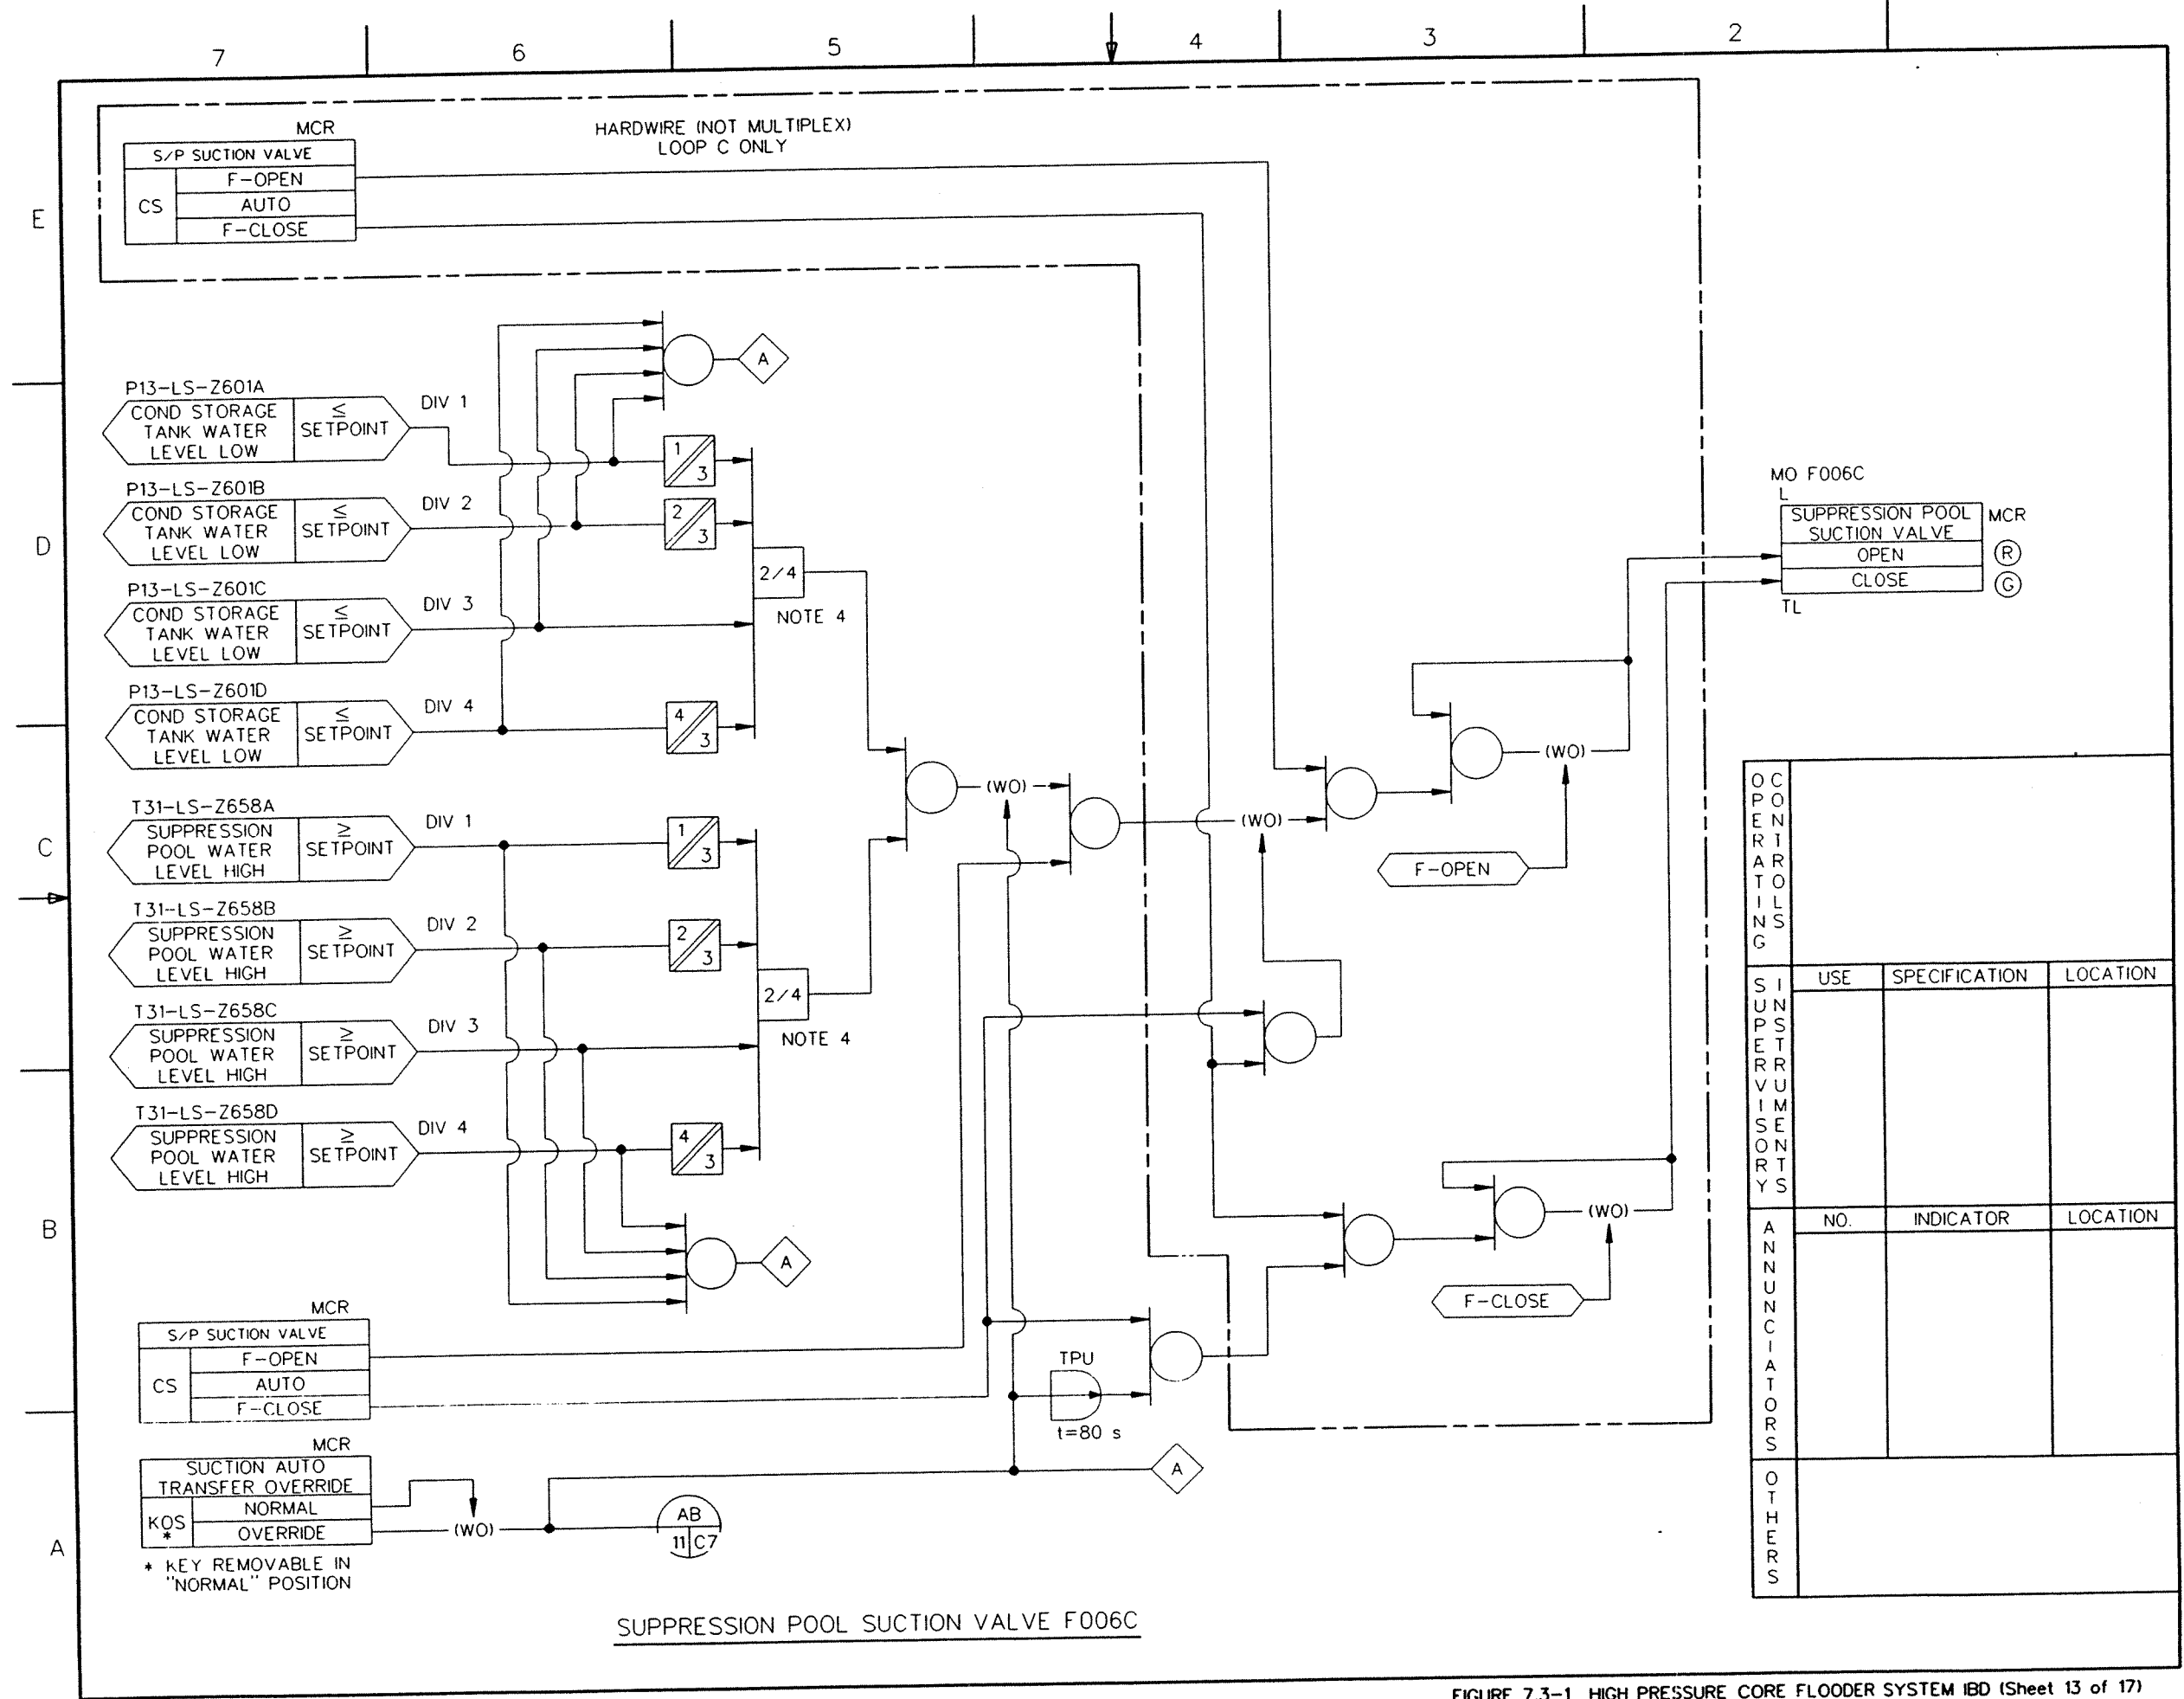 7 6 5 4 3 2
E
D
C
B
A
MCR
S/P SUCTION VALVE
CS
F-OPEN
AUTO
F-CLOSE
HARDWIRE (NOT MULTIPLEX)
LOOP C ONLY
A
P13-LS-Z601A
COND STORAGE
TANK WATER
LEVEL LOW
≤
SETPOINT
DIV 1
1
3
P13-LS-Z601B
COND STORAGE
TANK WATER
LEVEL LOW
≤
SETPOINT
DIV 2
2
3
P13-LS-Z601C
COND STORAGE
TANK WATER
LEVEL LOW
≤
SETPOINT
DIV 3
2/4
NOTE 4
P13-LS-Z601D
COND STORAGE
TANK WATER
LEVEL LOW
≤
SETPOINT
DIV 4
4
3
T31-LS-Z658A
SUPPRESSION
POOL WATER
LEVEL HIGH
≥
SETPOINT
DIV 1
1
3
T31-LS-Z658B
SUPPRESSION
POOL WATER
LEVEL HIGH
≥
SETPOINT
DIV 2
2
3
T31-LS-Z658C
SUPPRESSION
POOL WATER
LEVEL HIGH
≥
SETPOINT
DIV 3
2/4
NOTE 4
T31-LS-Z658D
SUPPRESSION
POOL WATER
LEVEL HIGH
≥
SETPOINT
DIV 4
4
3
A
(WO)
(WO)
(WO)
F-OPEN
(WO)
F-CLOSE
MCR
S/P SUCTION VALVE
CS
F-OPEN
AUTO
F-CLOSE
TPU
t=80 s
A
MCR
SUCTION AUTO
TRANSFER OVERRIDE
KOS
*
NORMAL
OVERRIDE
(WO)
AB
11 C7
* KEY REMOVABLE IN
"NORMAL" POSITION
MO F006C
L
SUPPRESSION POOL
SUCTION VALVE
OPEN
CLOSE
MCR
R
G
TL
OPERATING
CONTROLS
SUPERVISORY
INSTRUMENTS
USE SPECIFICATION LOCATION
ANNUNCIATORS
NO. INDICATOR LOCATION
OTHERS
SUPPRESSION POOL SUCTION VALVE F006C
FIGURE 7.3-1 HIGH PRESSURE CORE FLOODER SYSTEM IBD (Sheet 13 of 17)